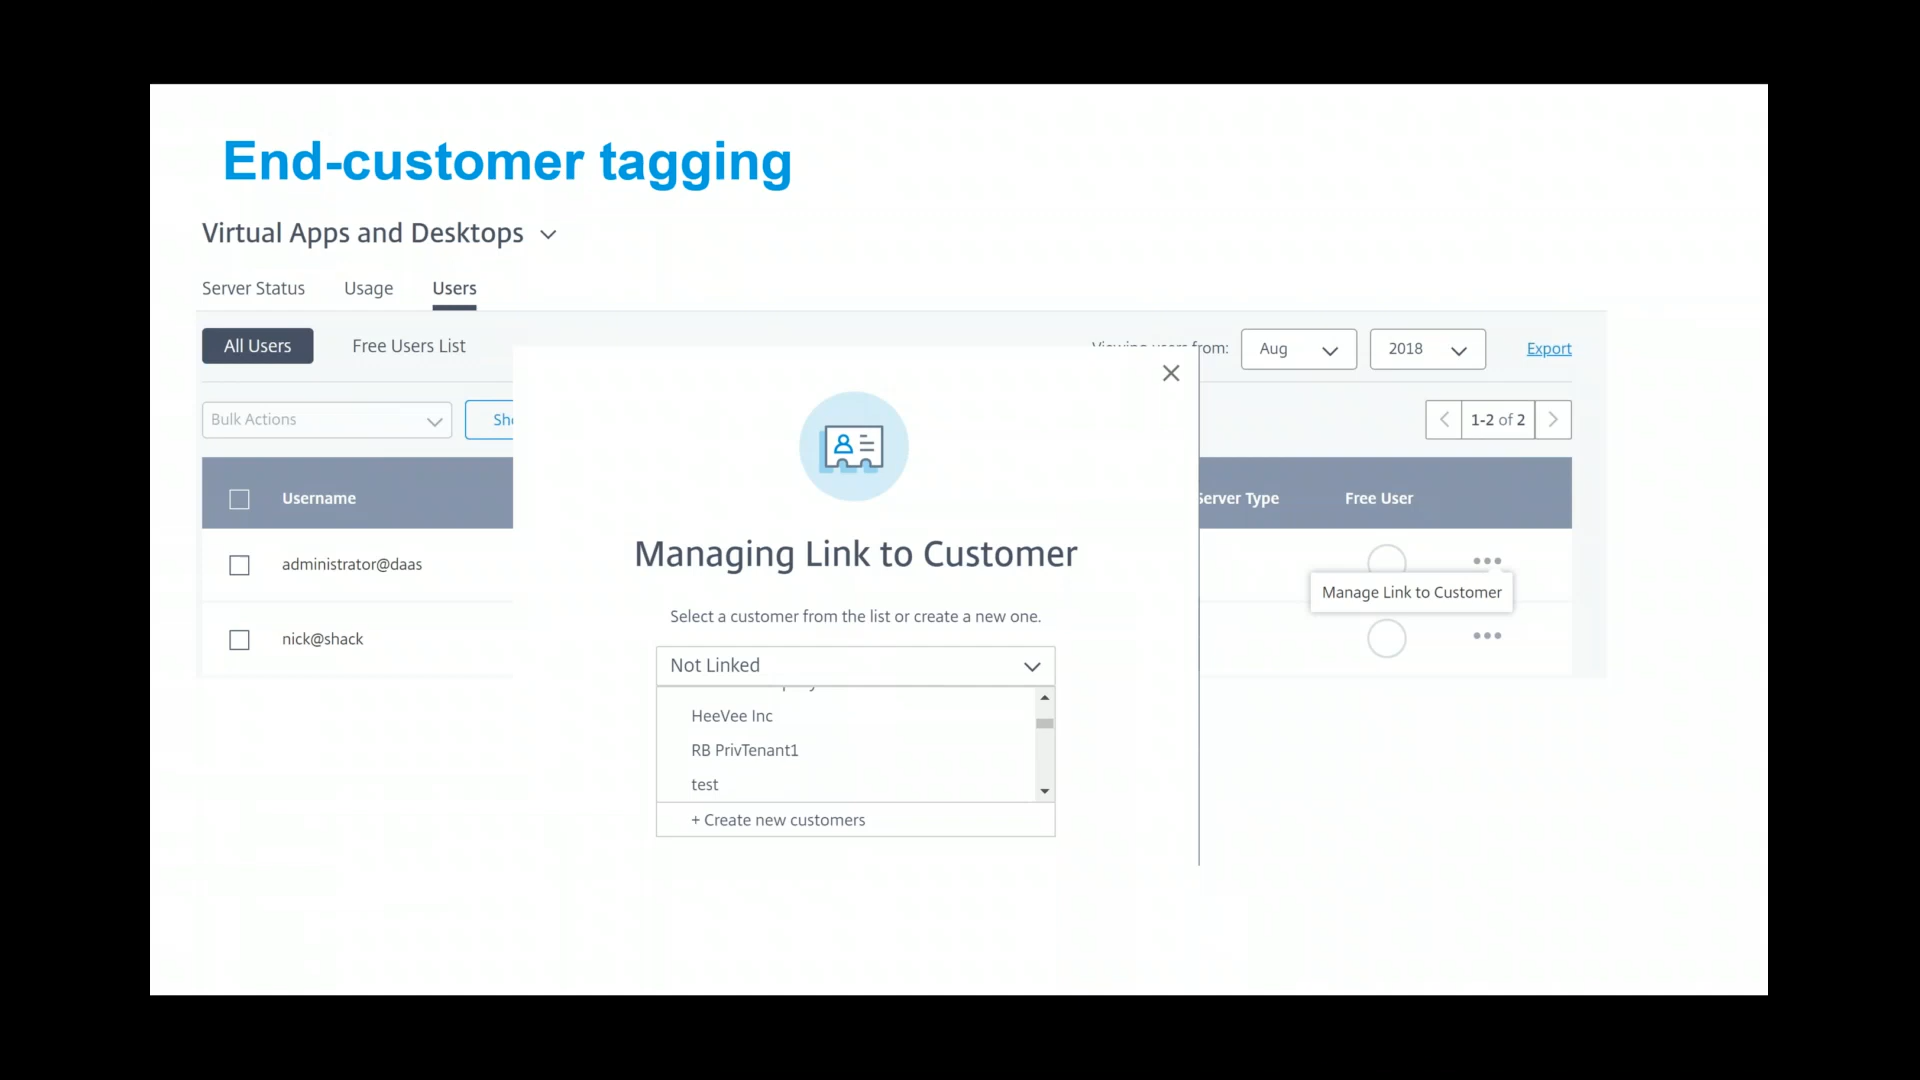 End-customer tagging
Virtual Apps and Desktops
Server Status Usage Users
All Users Free Users List
from: Aug 2018 Export
Bulk Actions
1-2 of 2
Username
Server Type Free User
administrator@daas
Manage Link to Customer
nick@shack
Managing Link to Customer
Select a customer from the list or create a new one.
Not Linked
HeeVee Inc
RB PrivTenant1
test
+ Create new customers